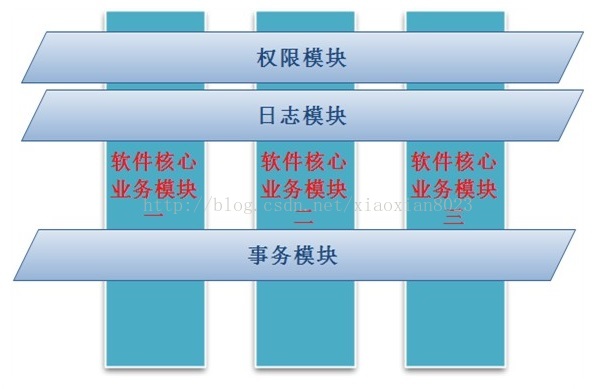 权限模块
日志模块
软件核心 软件核心 软件核心
业务模块 业务模块 业务模块
http://blog.csdn.net/xiaoxian8023
一 二 三
事务模块